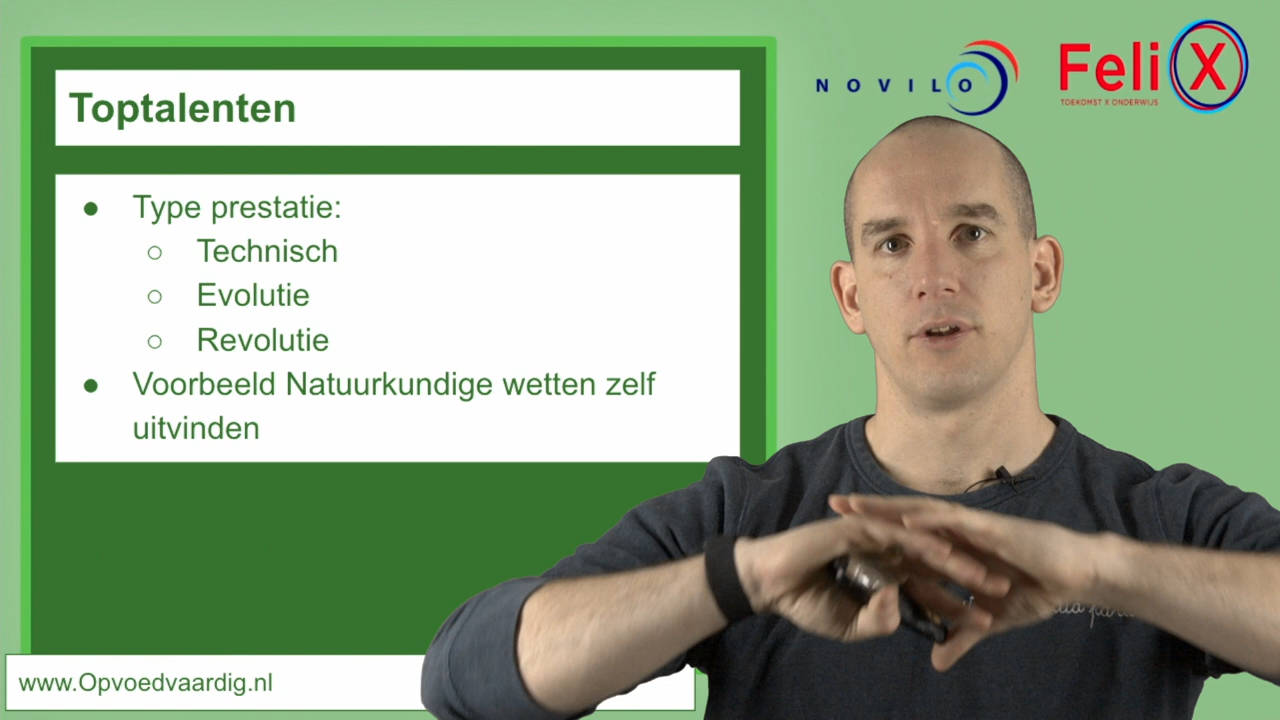 Toptalenten
NOVILO
FeliX
TOEKOMST X ONDERWIJS
● Type prestatie:
○ Technisch
○ Evolutie
○ Revolutie
● Voorbeeld Natuurkundige wetten zelf
uitvinden
www.Opvoedvaardig.nl